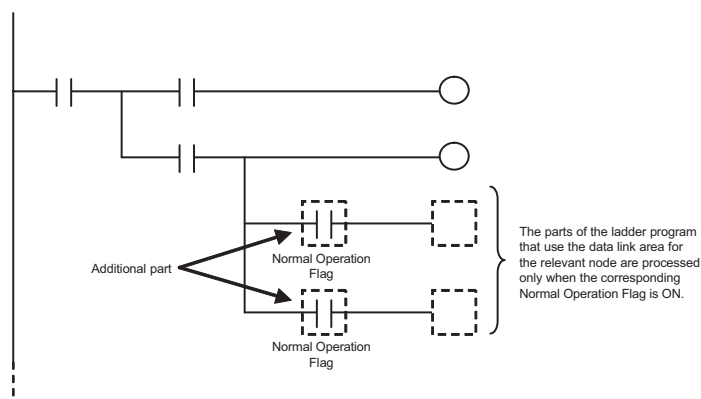 Additional part
Normal Operation
Flag
Normal Operation
Flag
The parts of the ladder program
that use the data link area for
the relevant node are processed
only when the corresponding
Normal Operation Flag is ON.